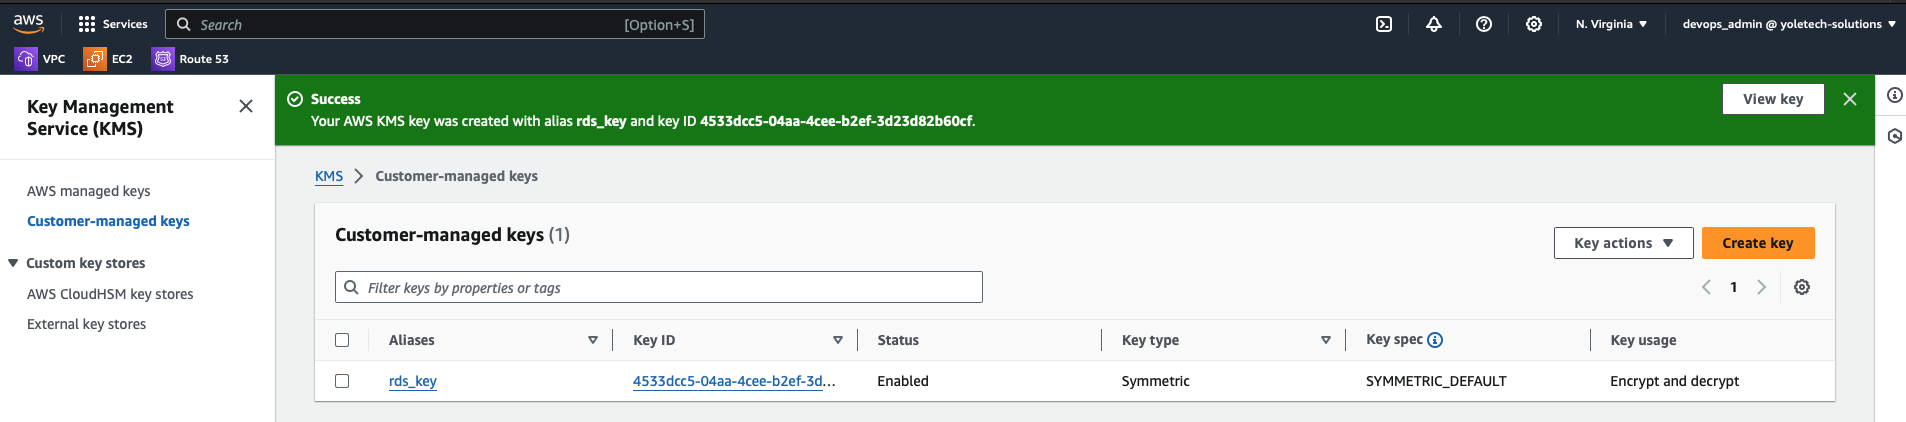 aws
Services
Search [Option+S]
N. Virginia
devops_admin @ yoletech-solutions
VPC EC2 Route 53
Key Management
Service (KMS)
AWS managed keys
Customer-managed keys
Custom key stores
AWS CloudHSM key stores
External key stores
Success
Your AWS KMS key was created with alias rds_key and key ID 4533dcc5-04aa-4cee-b2ef-3d23d82b60cf.
View key
KMS Customer-managed keys
Customer-managed keys (1)
Key actions Create key
Filter keys by properties or tags
1
Aliases Key ID Status Key type Key spec Key usage
rds_key 4533dcc5-04aa-4cee-b2ef-3d... Enabled Symmetric SYMMETRIC_DEFAULT Encrypt and decrypt